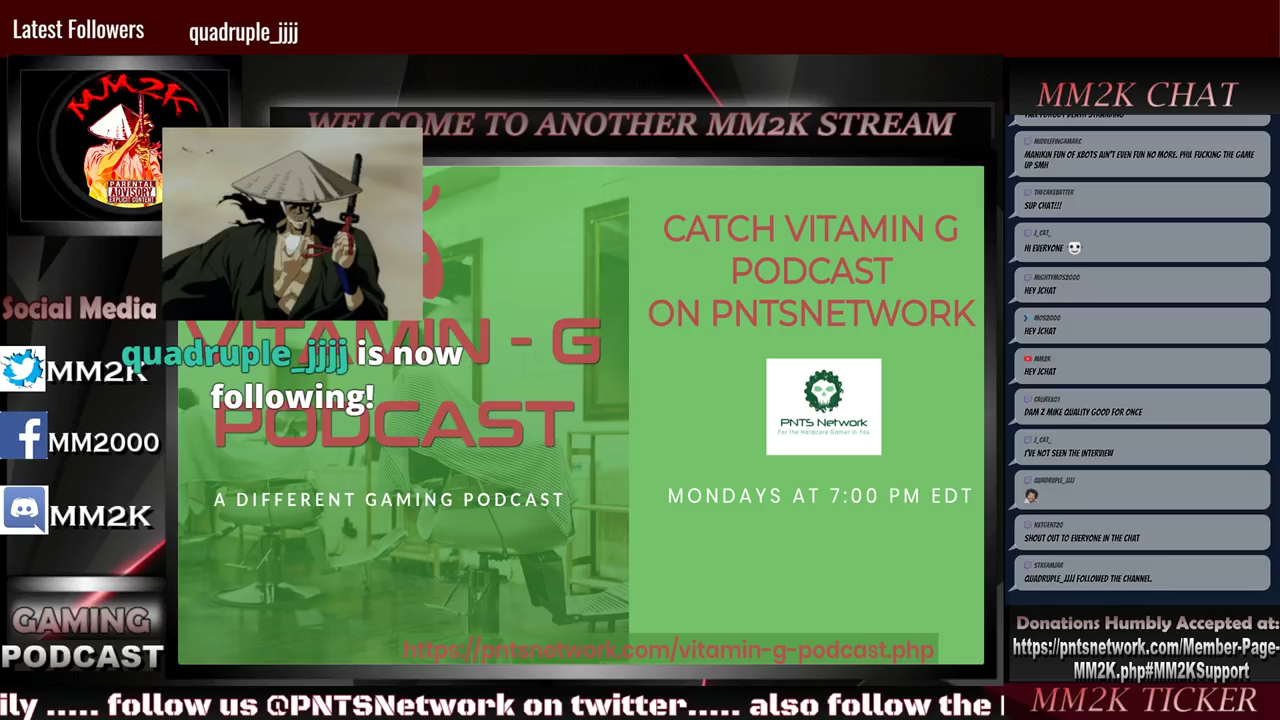 Latest Followers
quadruple_jjjj
MM2K
PARENTAL
ADVISORY
EXPLICIT CONTENT
WELCOME TO ANOTHER MM2K STREAM
Social Media
MM2K
MM2000
MM2K
GAMING
PODCAST
quadruple_jjjj is now
following!
VITAMIN - G
PODCAST
A DIFFERENT GAMING PODCAST
CATCH VITAMIN G
PODCAST
ON PNTSNETWORK
PNTS Network
For the Hardcore Gamer In You
MONDAYS AT 7:00 PM EDT
https://pntsnetwork.com/vitamin-g-podcast.php
MM2K CHAT
MIDDLEFINGAMARC
MANIKIN FUN OF XBOTS AIN'T EVEN FUN NO MORE. PHIL FUCKING THE GAME
UP SMH
THECAKEBATTER
SUP CHAT!!!
J_CAT_
HI EVERYONE
MIGHTYMOS2000
HEY JCHAT
MOS2000
HEY JCHAT
MM2K
HEY JCHAT
CALIREB21
DAM Z MIKE QUALITY GOOD FOR ONCE
J_CAT_
I'VE NOT SEEN THE INTERVIEW
QUADRUPLE_JJJJ
NXTGENT20
SHOUT OUT TO EVERYONE IN THE CHAT
STREAMJAR
QUADRUPLE_JJJJ FOLLOWED THE CHANNEL.
Donations Humbly Accepted at:
https://pntsnetwork.com/Member-Page-
MM2K.php#MM2KSupport
ily ..... follow us @PNTSNetwork on twitter..... also follow the
MM2K TICKER